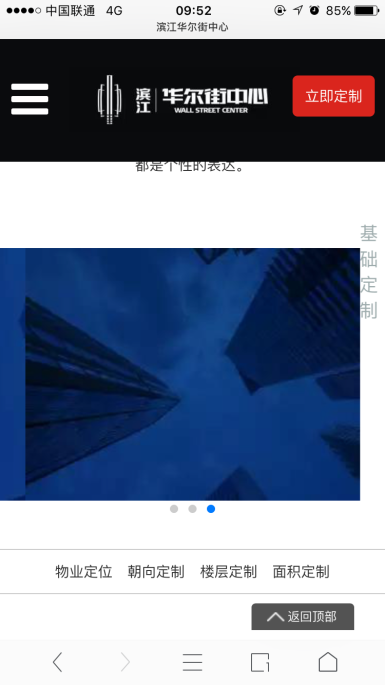 中国联通 4G 09:52 85%
滨江华尔街中心
滨江 华尔街中心
WALL STREET CENTER
立即定制
都是个性的表达。
基础定制
物业定位 朝向定制 楼层定制 面积定制
返回顶部